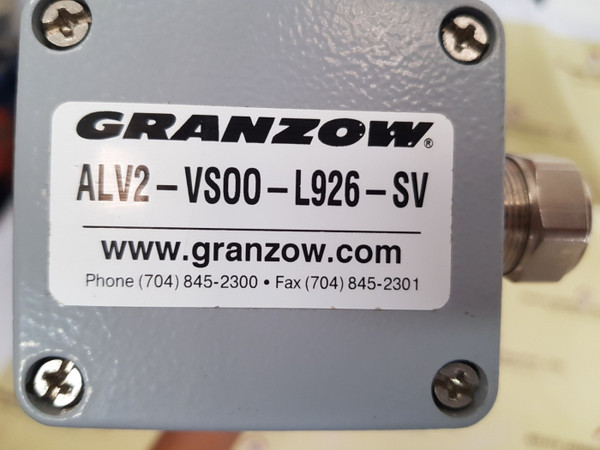 GRANZOW®
ALV2-VS00-L926-SV
www.granzow.com
Phone (704) 845-2300 • Fax (704) 845-2301